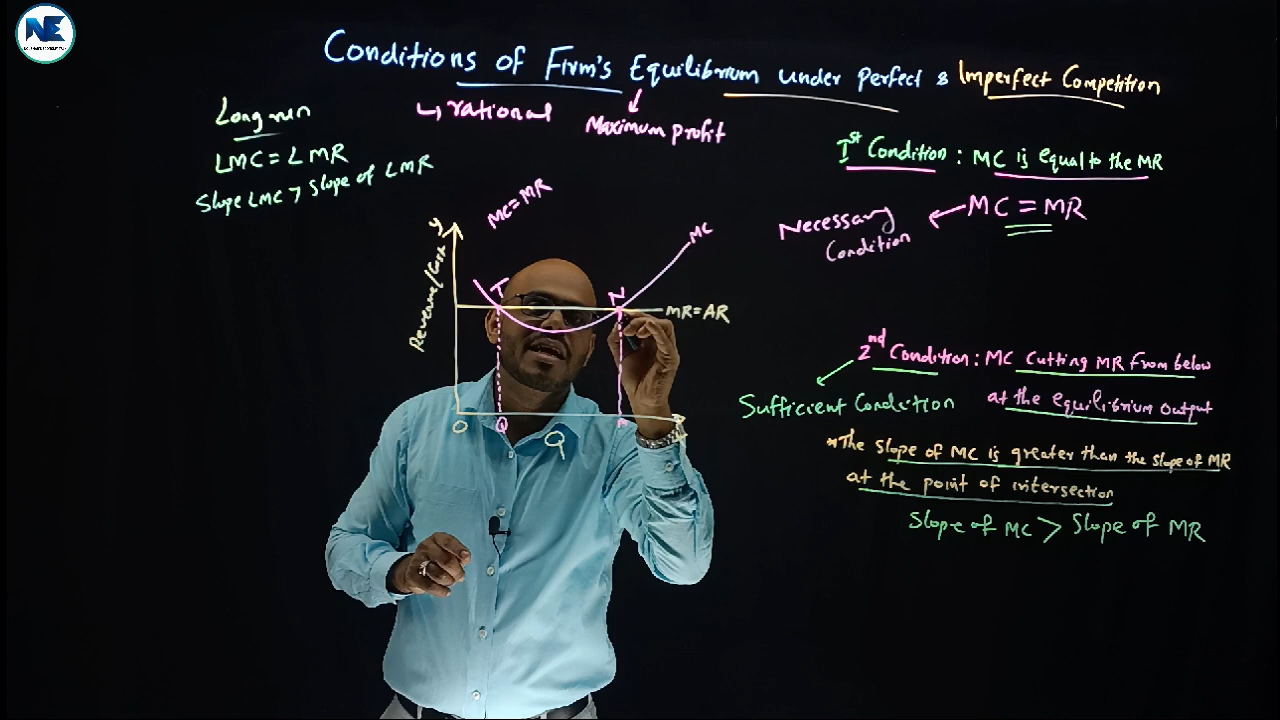 NE
Conditions of Firm's Equilibrium under perfect & Imperfect Competition
↳ rational
Maximum profit
Long run
LMC = LMR
Slope LMC > Slope of LMR
Ist Condition : MC is equal to the MR
MC = MR
Necessary
Condition
MC = MR
y
Revenue/Cost
MC
T
N
MR = AR
O
Q
Q
2nd Condition : MC Cutting MR from below
at the equilibrium output
Sufficient Condition
*The slope of MC is greater than the slope of MR
at the point of intersection
Slope of MC > Slope of MR